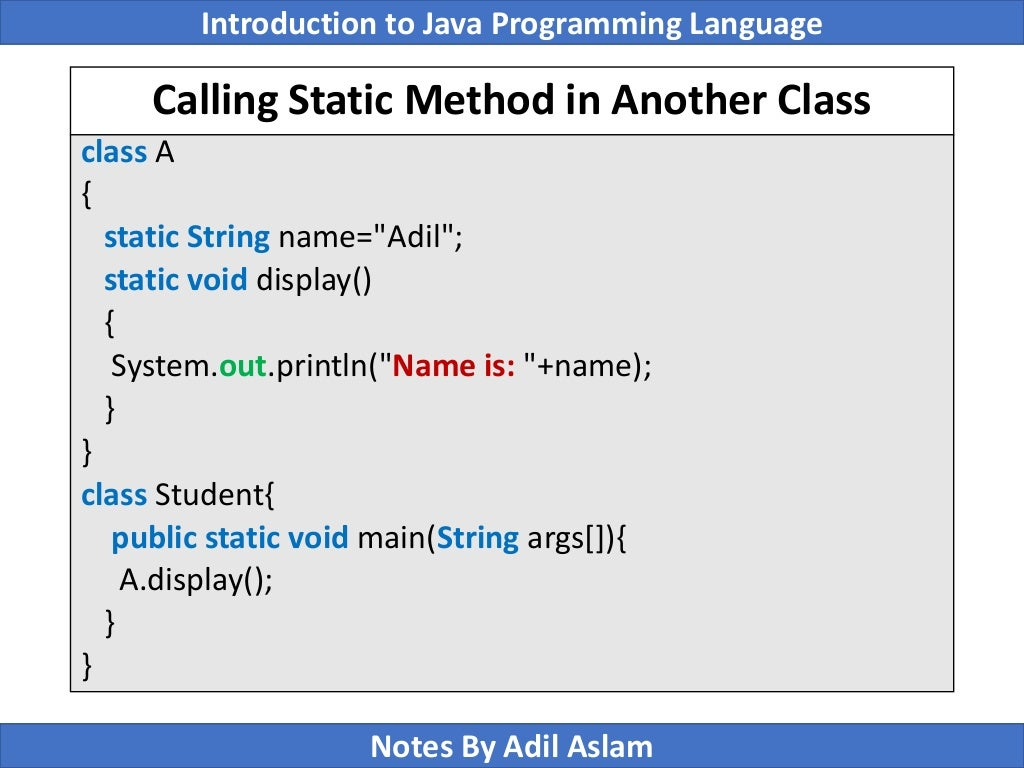 Introduction to Java Programming Language
Calling Static Method in Another Class
class A
{
static String name="Adil";
static void display()
{
System.out.println("Name is: "+name);
}
}
class Student{
public static void main(String args[]){
A.display();
}
}
Notes By Adil Aslam